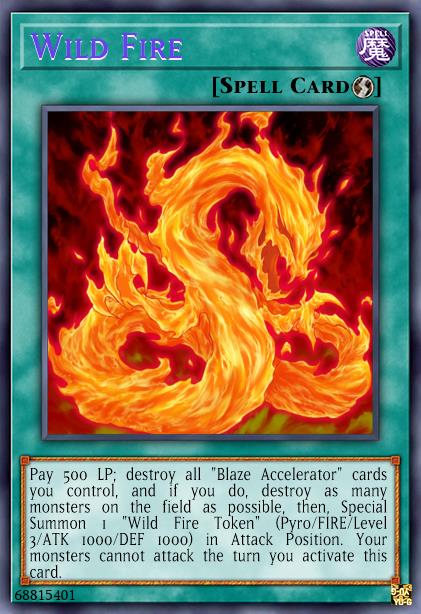 Wild Fire
SPELL
魔
[Spell Card]
Pay 500 LP; destroy all "Blaze Accelerator" cards
you control, and if you do, destroy as many
monsters on the field as possible, then, Special
Summon 1 "Wild Fire Token" (Pyro/FIRE/Level
3/ATK 1000/DEF 1000) in Attack Position. Your
monsters cannot attack the turn you activate this
card.
68815401